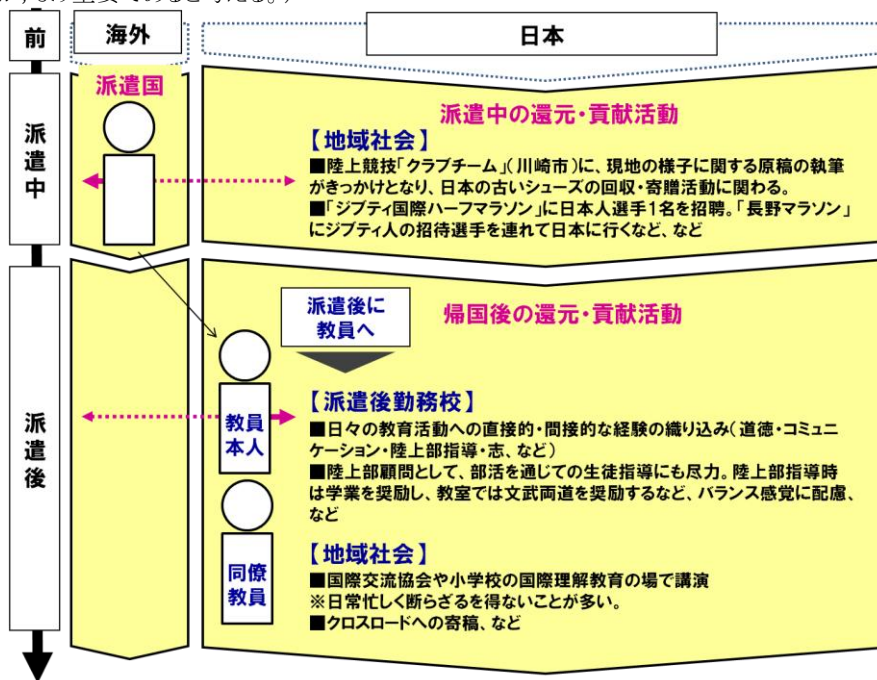 前
海外
日本
派遣中
派遣国
派遣中の還元・貢献活動
【地域社会】
■陸上競技「クラブチーム」(川崎市)に、現地の様子に関する原稿の執筆
がきっかけとなり、日本の古いシューズの回収・寄贈活動に関わる。
■「ジブティ国際ハーフマラソン」に日本人選手1名を招聘。「長野マラソン」
にジブティ人の招待選手を連れて日本に行くなど、など
派遣後
派遣後に
教員へ
帰国後の還元・貢献活動
教員
本人
【派遣後勤務校】
■日々の教育活動への直接的・間接的な経験の織り込み(道徳・コミュニ
ケーション・陸上部指導・志、など)
■陸上部顧問として、部活を通じての生徒指導にも尽力。陸上部指導時
は学業を奨励し、教室では文武両道を奨励するなど、バランス感覚に配慮、
など
同僚
教員
【地域社会】
■国際交流協会や小学校の国際理解教育の場で講演
※日常忙しく断らざるを得ないことが多い。
■クロスロードへの寄稿、など